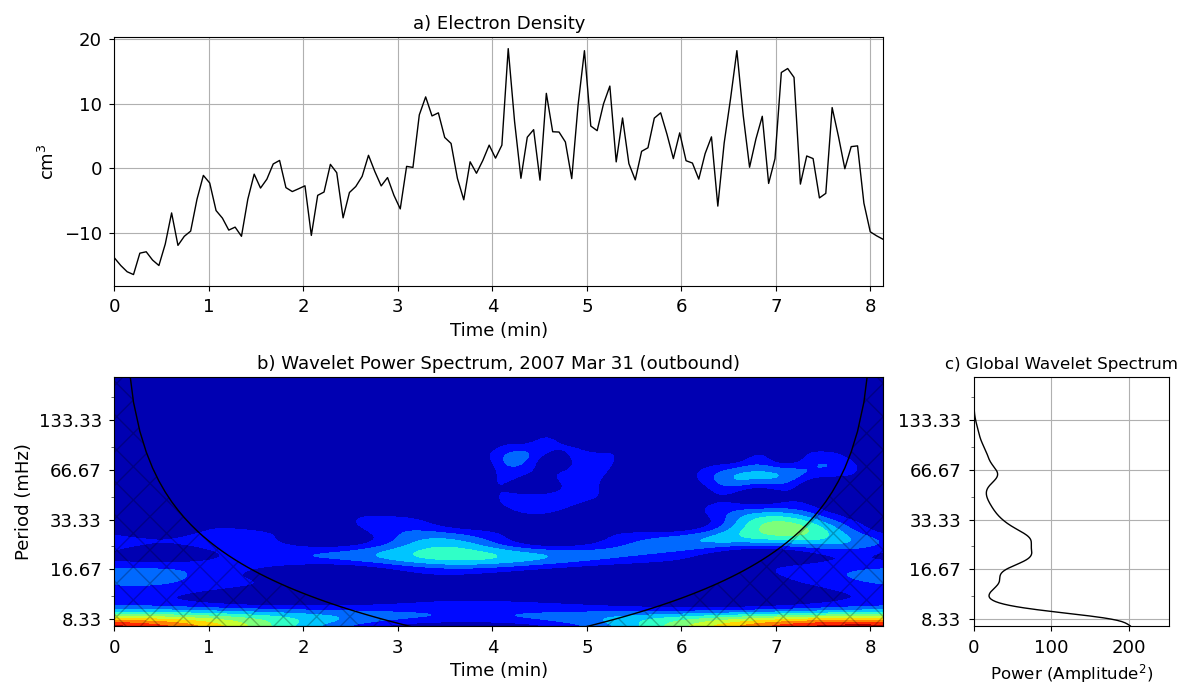 a) Electron Density
20
10
0
−10
cm³
0 1 2 3 4 5 6 7 8
Time (min)
b) Wavelet Power Spectrum, 2007 Mar 31 (outbound)
133.33
66.67
33.33
16.67
8.33
Period (mHz)
0 1 2 3 4 5 6 7 8
Time (min)
c) Global Wavelet Spectrum
133.33
66.67
33.33
16.67
8.33
0 100 200
Power (Amplitude²)